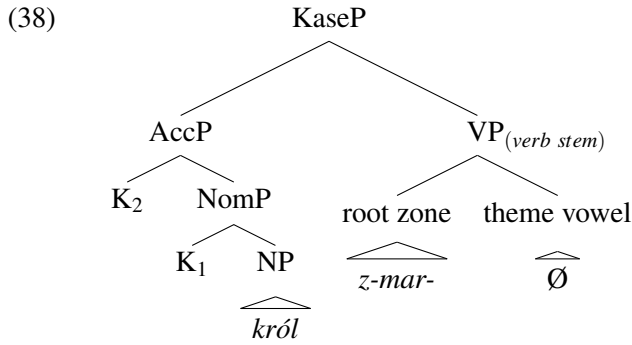 (38) KaseP
AccP VP(verb stem)
K2 NomP root zone theme vowel
K1 NP z-mar- Ø
król